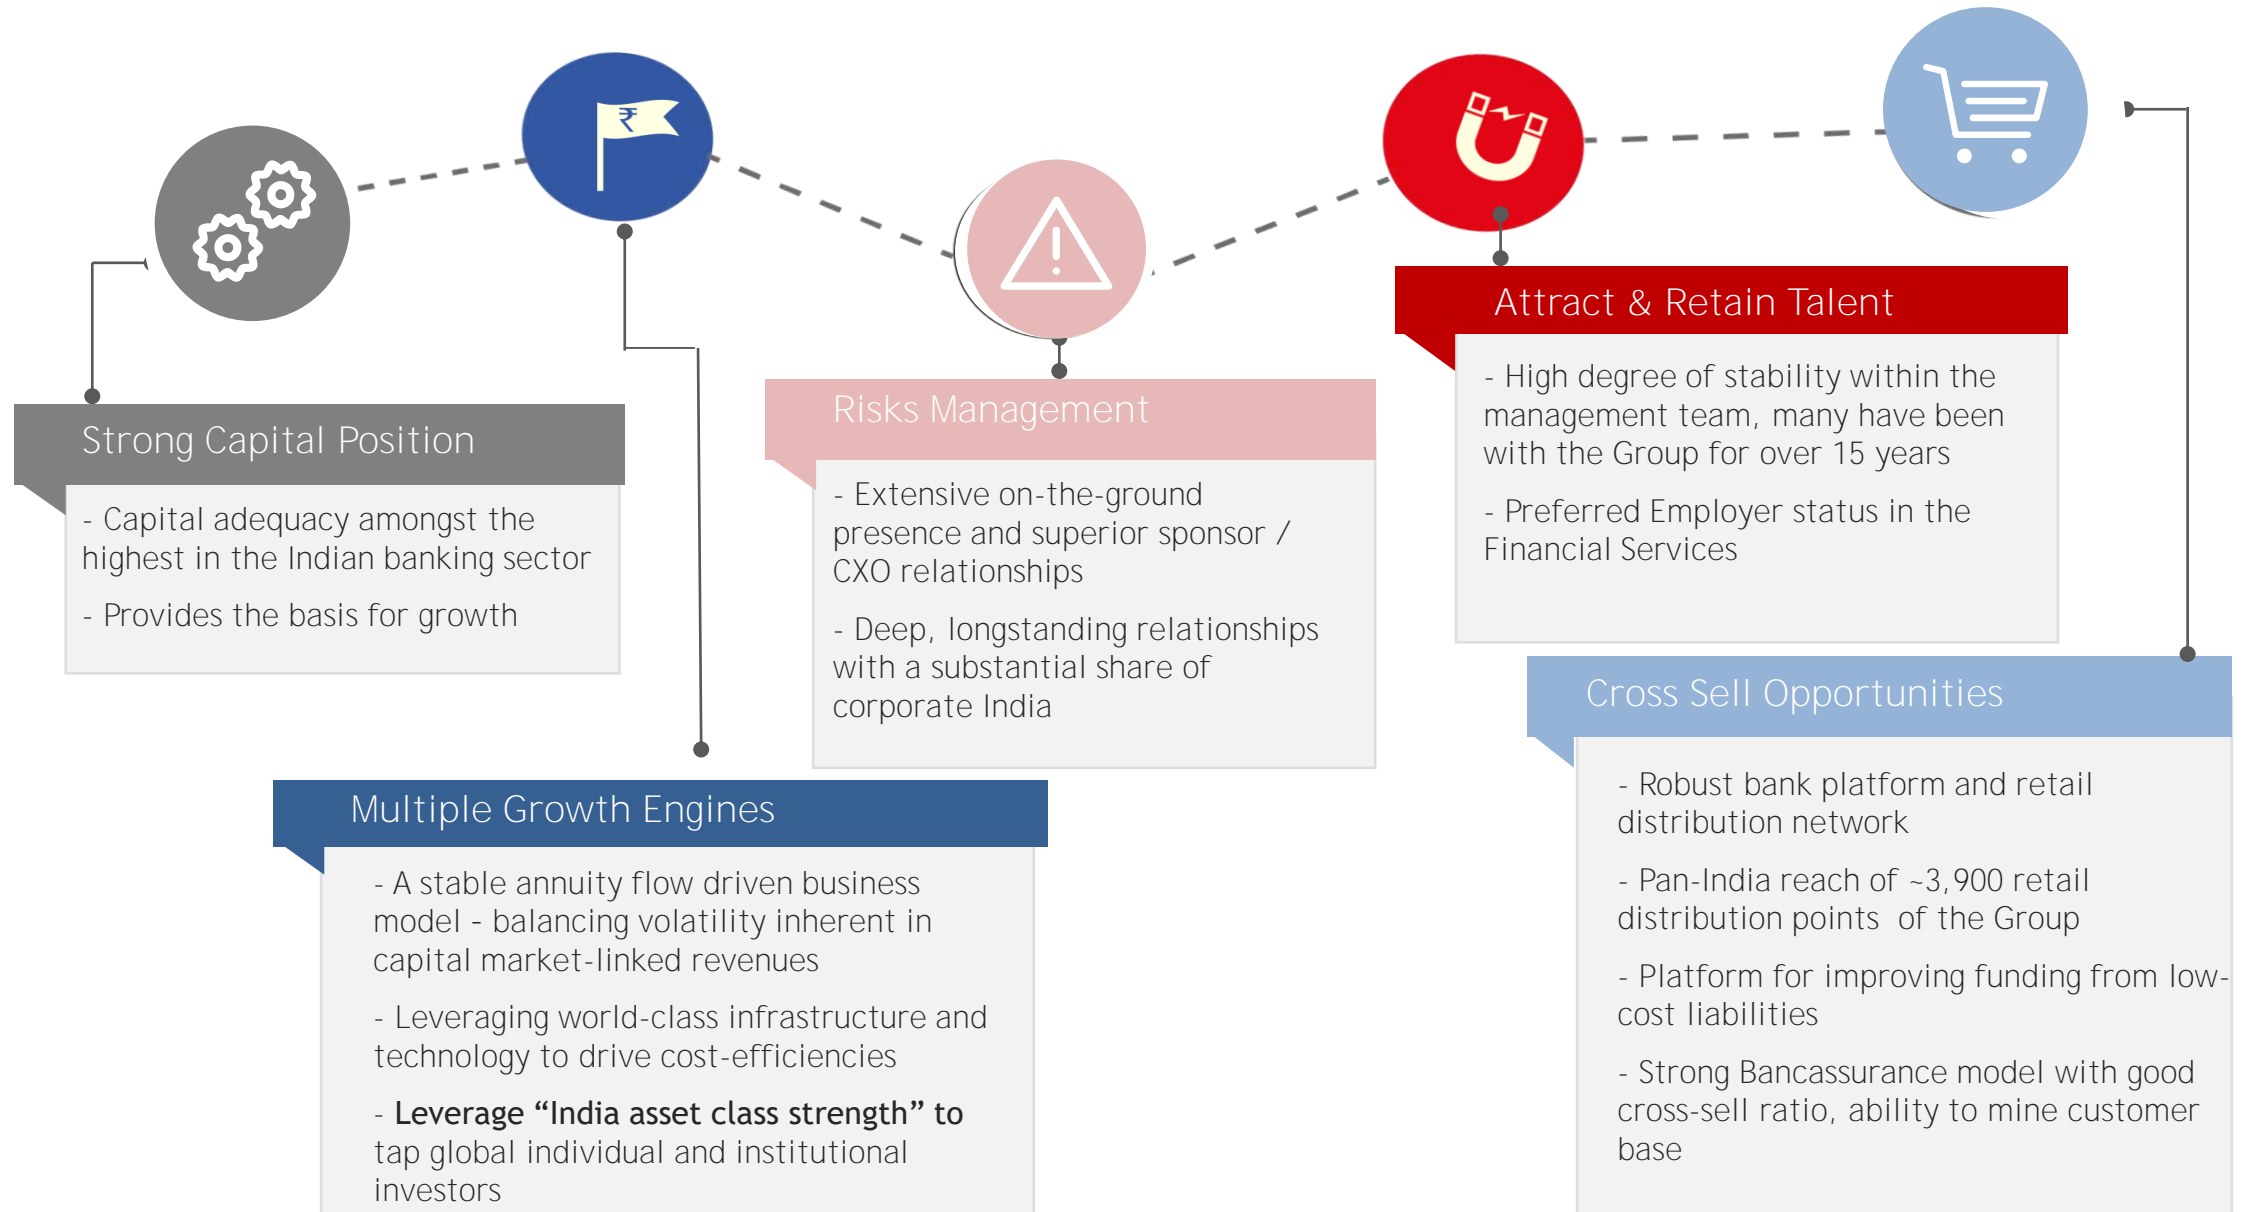 ₹
Strong Capital Position
- Capital adequacy amongst the
highest in the Indian banking sector
- Provides the basis for growth
Multiple Growth Engines
- A stable annuity flow driven business
model - balancing volatility inherent in
capital market-linked revenues
- Leveraging world-class infrastructure and
technology to drive cost-efficiencies
- Leverage “India asset class strength” to
tap global individual and institutional
investors
Risks Management
- Extensive on-the-ground
presence and superior sponsor /
CXO relationships
- Deep, longstanding relationships
with a substantial share of
corporate India
Attract & Retain Talent
- High degree of stability within the
management team, many have been
with the Group for over 15 years
- Preferred Employer status in the
Financial Services
Cross Sell Opportunities
- Robust bank platform and retail
distribution network
- Pan-India reach of ~3,900 retail
distribution points of the Group
- Platform for improving funding from low-
cost liabilities
- Strong Bancassurance model with good
cross-sell ratio, ability to mine customer
base